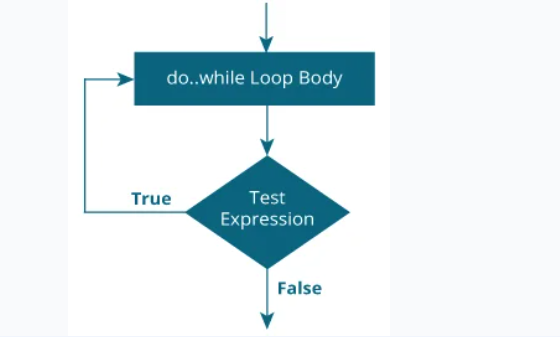 do..while Loop Body
Test
Expression
True
False